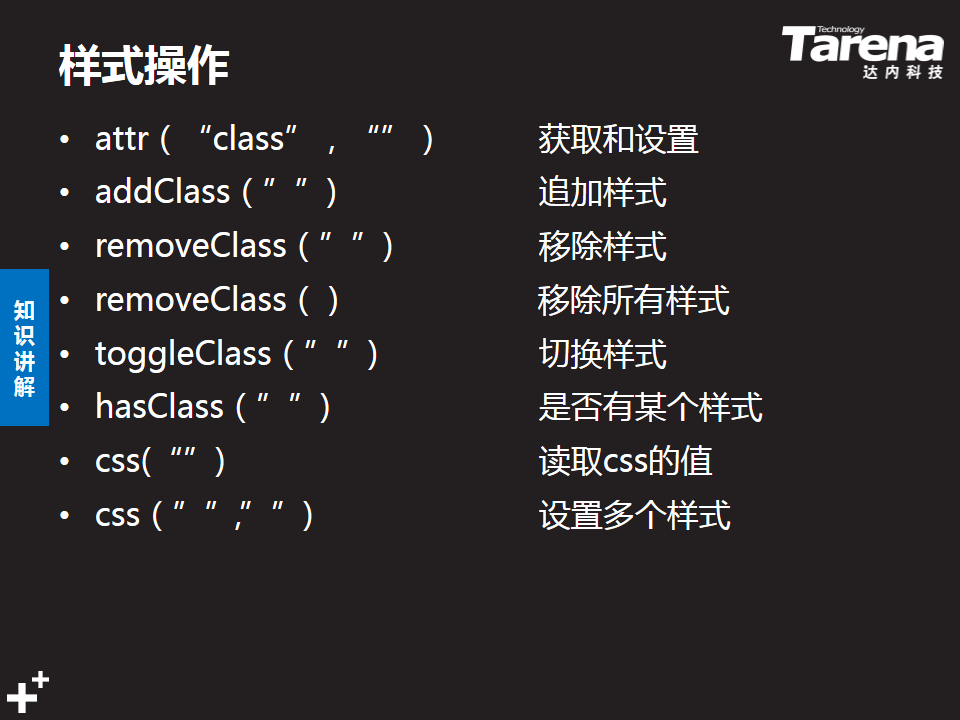 样式操作
Technology
Tarena
达内科技
• attr（ “class” ，“” ） 获取和设置
• addClass（” ”） 追加样式
• removeClass（” ”） 移除样式
• removeClass（ ） 移除所有样式
• toggleClass（” ”） 切换样式
• hasClass（” ”） 是否有某个样式
• css(“”） 读取css的值
• css（” ”,” ”） 设置多个样式
知识讲解